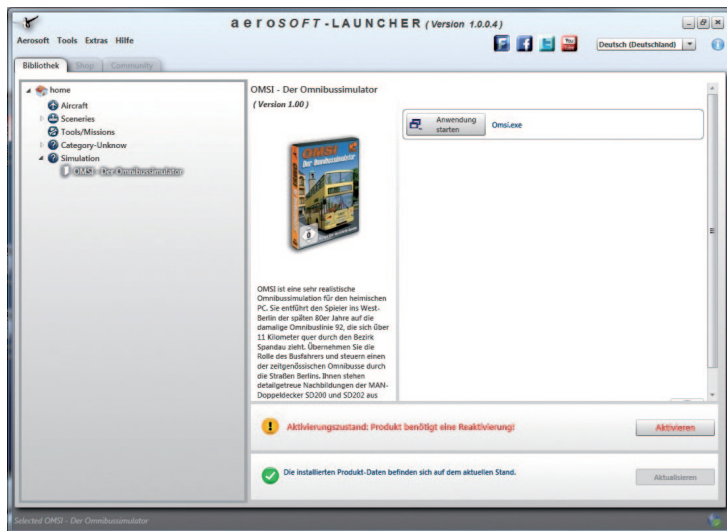 aeroSOFT-LAUNCHER (Version 1.0.0.4)
Aerosoft Tools Extras Hilfe
Deutsch (Deutschland)
Bibliothek Shop Community
home
Aircraft
Sceneries
Tools/Missions
Category-Unknow
Simulation
OMSI - Der Omnibussimulator
OMSI - Der Omnibussimulator
( Version 1.00 )
Anwendung
starten
Omsi.exe
OMSI
Der Omnibussimulator
OMSI ist eine sehr realistische
Omnibussimulation für den heimischen
PC. Sie entführt den Spieler ins West-
Berlin der späten 80er Jahre auf die
damalige Omnibuslinie 92, die sich über
11 Kilometer quer durch den Bezirk
Spandau zieht. Übernehmen Sie die
Rolle des Busfahrers und steuern einen
der zeitgenössischen Omnibusse durch
die Straßen Berlins. Ihnen stehen
detailgetreue Nachbildungen der MAN-
Doppeldecker SD200 und SD202 aus
Aktivierungszustand: Produkt benötigt eine Reaktivierung!
Aktivieren
Die installierten Produkt-Daten befinden sich auf dem aktuellen Stand.
Aktualisieren
Selected OMSI - Der Omnibussimulator